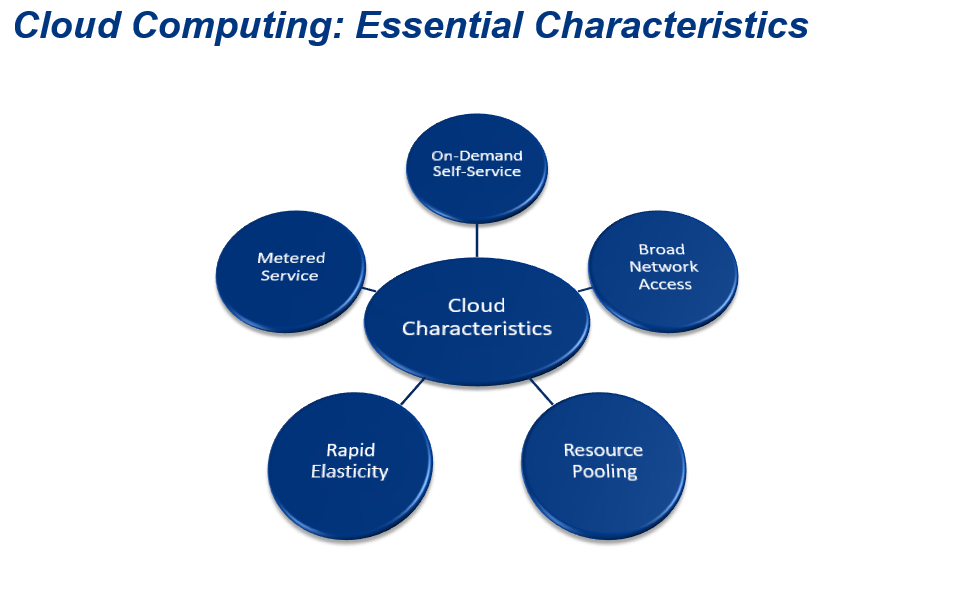 Cloud Computing: Essential Characteristics
On-Demand
Self-Service
Broad
Network
Access
Resource
Pooling
Rapid
Elasticity
Metered
Service
Cloud
Characteristics